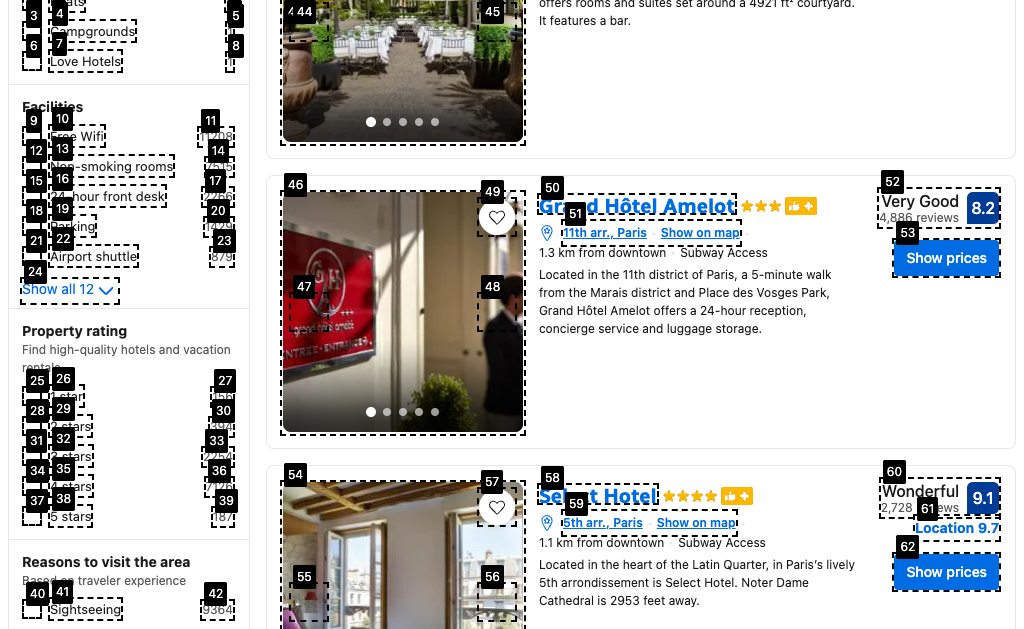 3
4
5
Campgrounds
6
7
8
Love Hotels
Facilities
9
10
11
Free Wifi
12
13
14
Non-smoking rooms
15
16
17
24-hour front desk
18
19
20
Parking
21
22
23
Airport shuttle
879
24
Show all 12
Property rating
Find high-quality hotels and vacation
rentals
25
26
27
1 star
28
29
30
2 stars
394
31
32
33
3 stars
2254
34
35
36
4 stars
37
38
39
5 stars
187
Reasons to visit the area
Based on traveler experience
40
41
42
Sightseeing
9364
44
45
offers rooms and suites set around a 4921 ft² courtyard.
It features a bar.
46
49
47
48
50
Grand Hôtel Amelot
51
11th arr., Paris · Show on map
1.3 km from downtown · Subway Access
Located in the 11th district of Paris, a 5-minute walk
from the Marais district and Place des Vosges Park,
Grand Hôtel Amelot offers a 24-hour reception,
concierge service and luggage storage.
52
Very Good
4,886 reviews
8.2
53
Show prices
54
57
55
56
58
Select Hotel
59
5th arr., Paris · Show on map
1.1 km from downtown · Subway Access
Located in the heart of the Latin Quarter, in Paris's lively
5th arrondissement is Select Hotel. Noter Dame
Cathedral is 2953 feet away.
60
Wonderful
2,728 reviews
9.1
61
Location 9.7
62
Show prices